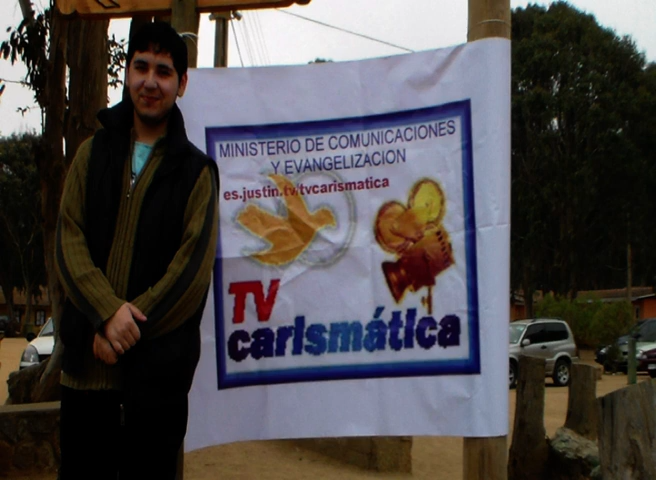 MINISTERIO DE COMUNICACIONES
Y EVANGELIZACION
es.justin.tv/tvcarismatica
TV
carismática